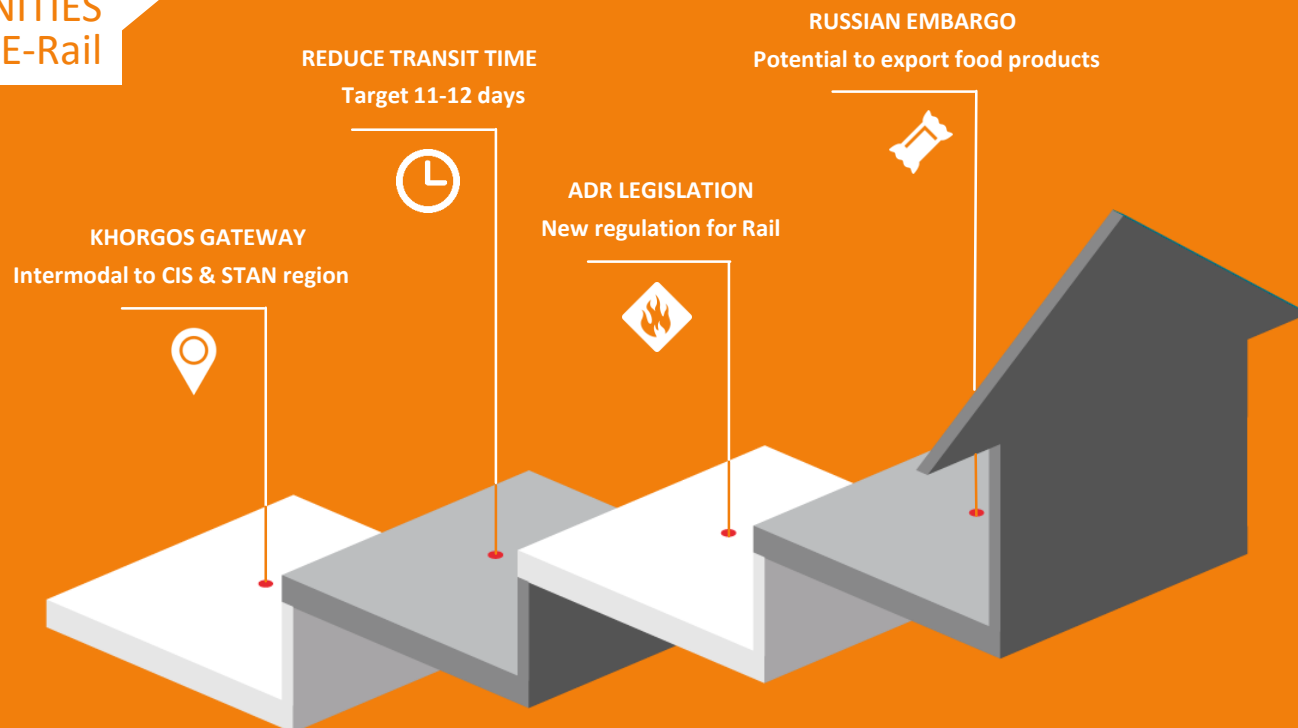 NITIES
E-Rail
RUSSIAN EMBARGO
Potential to export food products
REDUCE TRANSIT TIME
Target 11-12 days
ADR LEGISLATION
New regulation for Rail
KHORGOS GATEWAY
Intermodal to CIS & STAN region